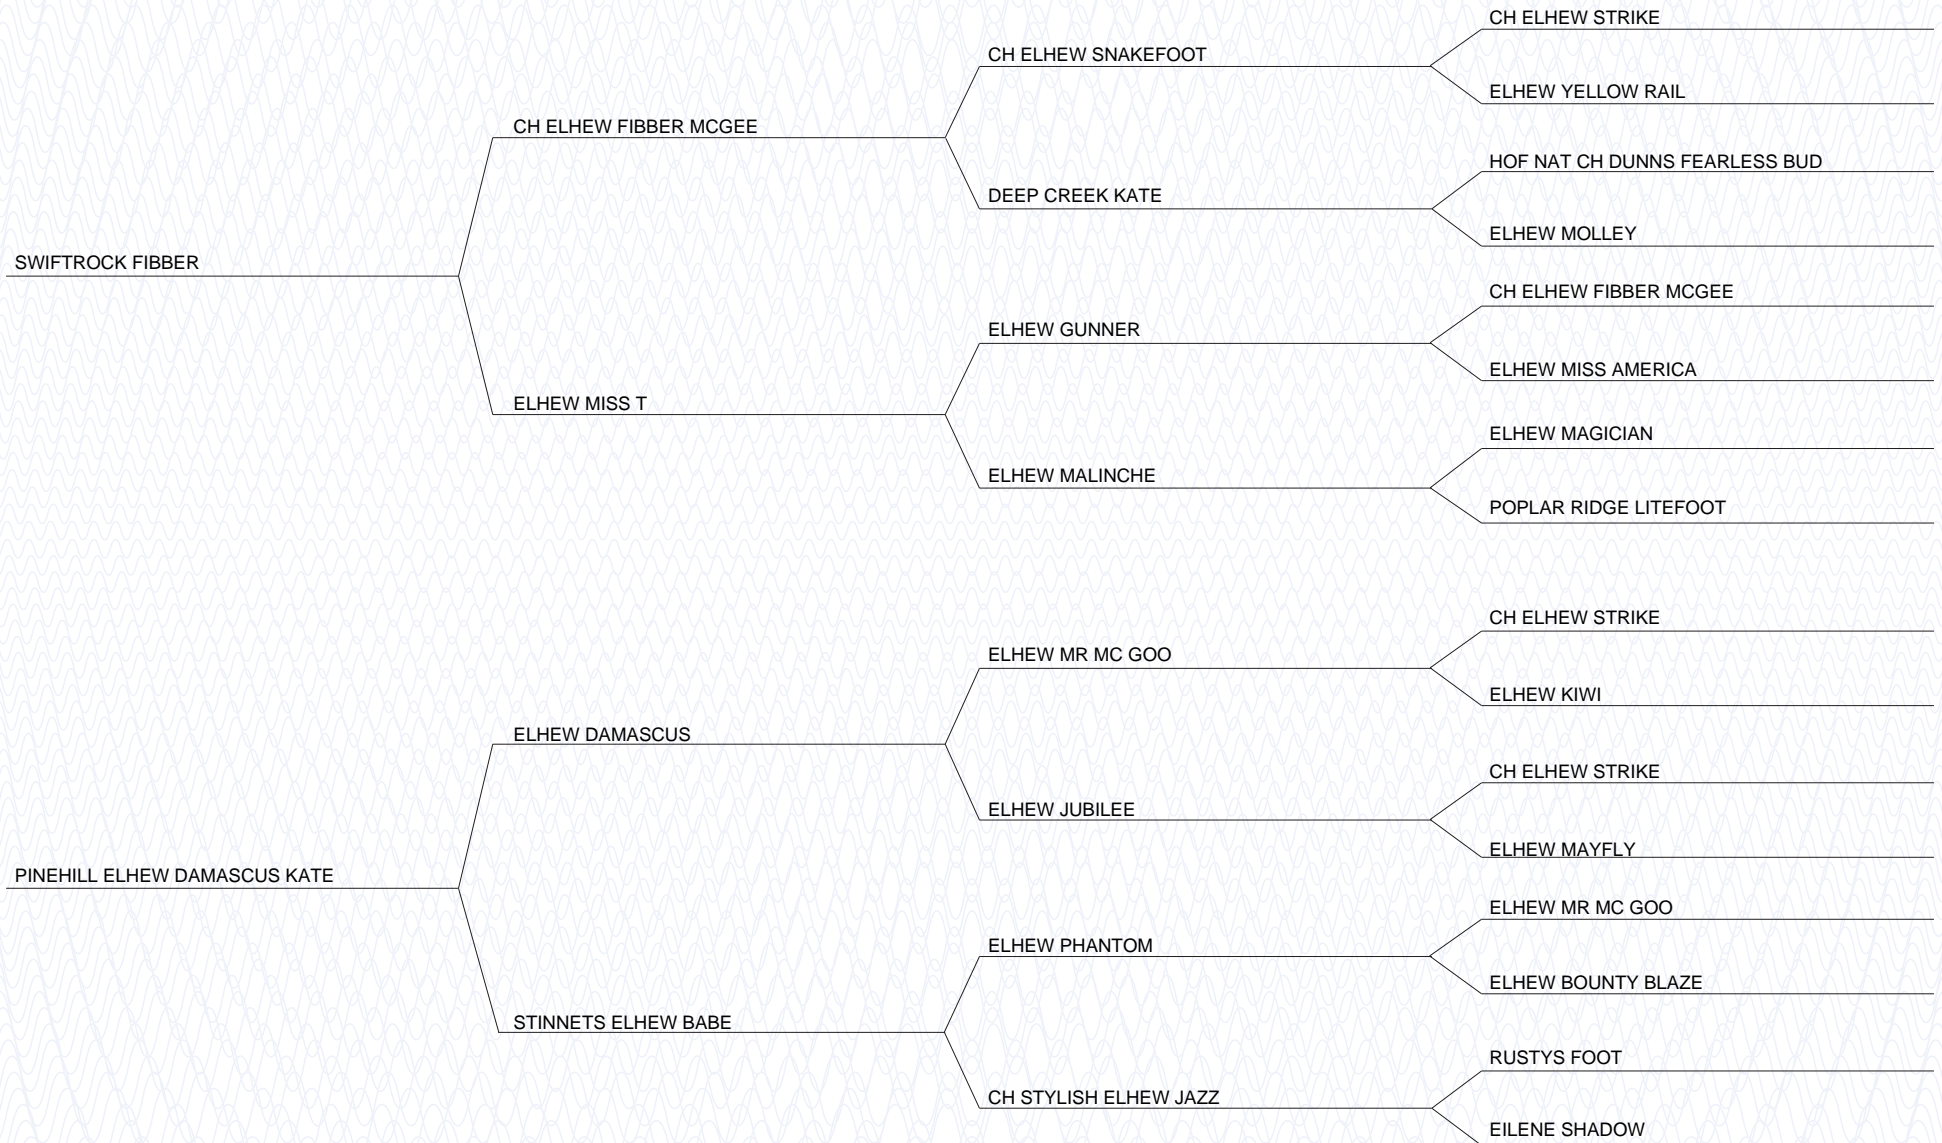 CH ELHEW STRIKE
CH ELHEW SNAKEFOOT
ELHEW YELLOW RAIL
CH ELHEW FIBBER MCGEE
HOF NAT CH DUNNS FEARLESS BUD
DEEP CREEK KATE
ELHEW MOLLEY
SWIFTROCK FIBBER
CH ELHEW FIBBER MCGEE
ELHEW GUNNER
ELHEW MISS AMERICA
ELHEW MISS T
ELHEW MAGICIAN
ELHEW MALINCHE
POPLAR RIDGE LITEFOOT
CH ELHEW STRIKE
ELHEW MR MC GOO
ELHEW KIWI
ELHEW DAMASCUS
CH ELHEW STRIKE
ELHEW JUBILEE
ELHEW MAYFLY
PINEHILL ELHEW DAMASCUS KATE
ELHEW MR MC GOO
ELHEW PHANTOM
ELHEW BOUNTY BLAZE
STINNETS ELHEW BABE
RUSTYS FOOT
CH STYLISH ELHEW JAZZ
EILENE SHADOW